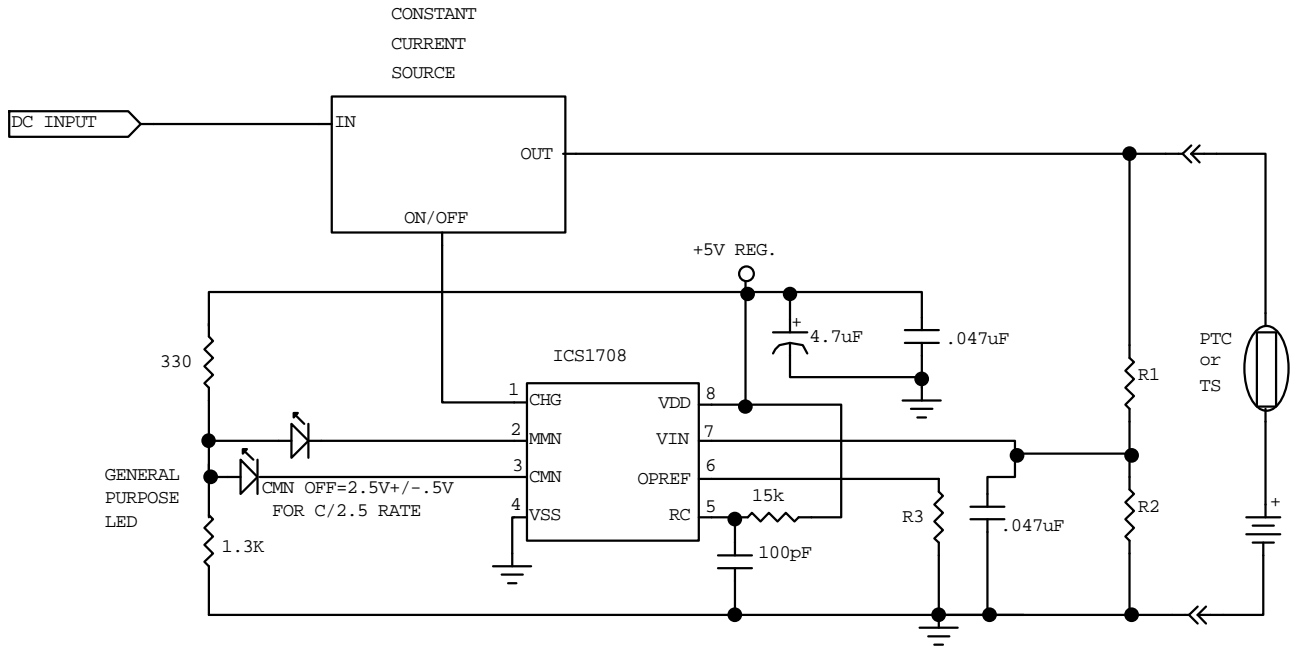 CONSTANT
CURRENT
SOURCE
DC INPUT
IN
OUT
ON/OFF
+5V REG.
+
4.7uF
.047uF
330
ICS1708
PTC
or
TS
R1
1
CHG
VDD
8
2
MMN
VIN
7
3
CMN
OPREF
6
4
VSS
RC
5
GENERAL
PURPOSE
LED
CMN OFF=2.5V+/-.5V
FOR C/2.5 RATE
15k
R3
.047uF
R2
+
1.3K
100pF